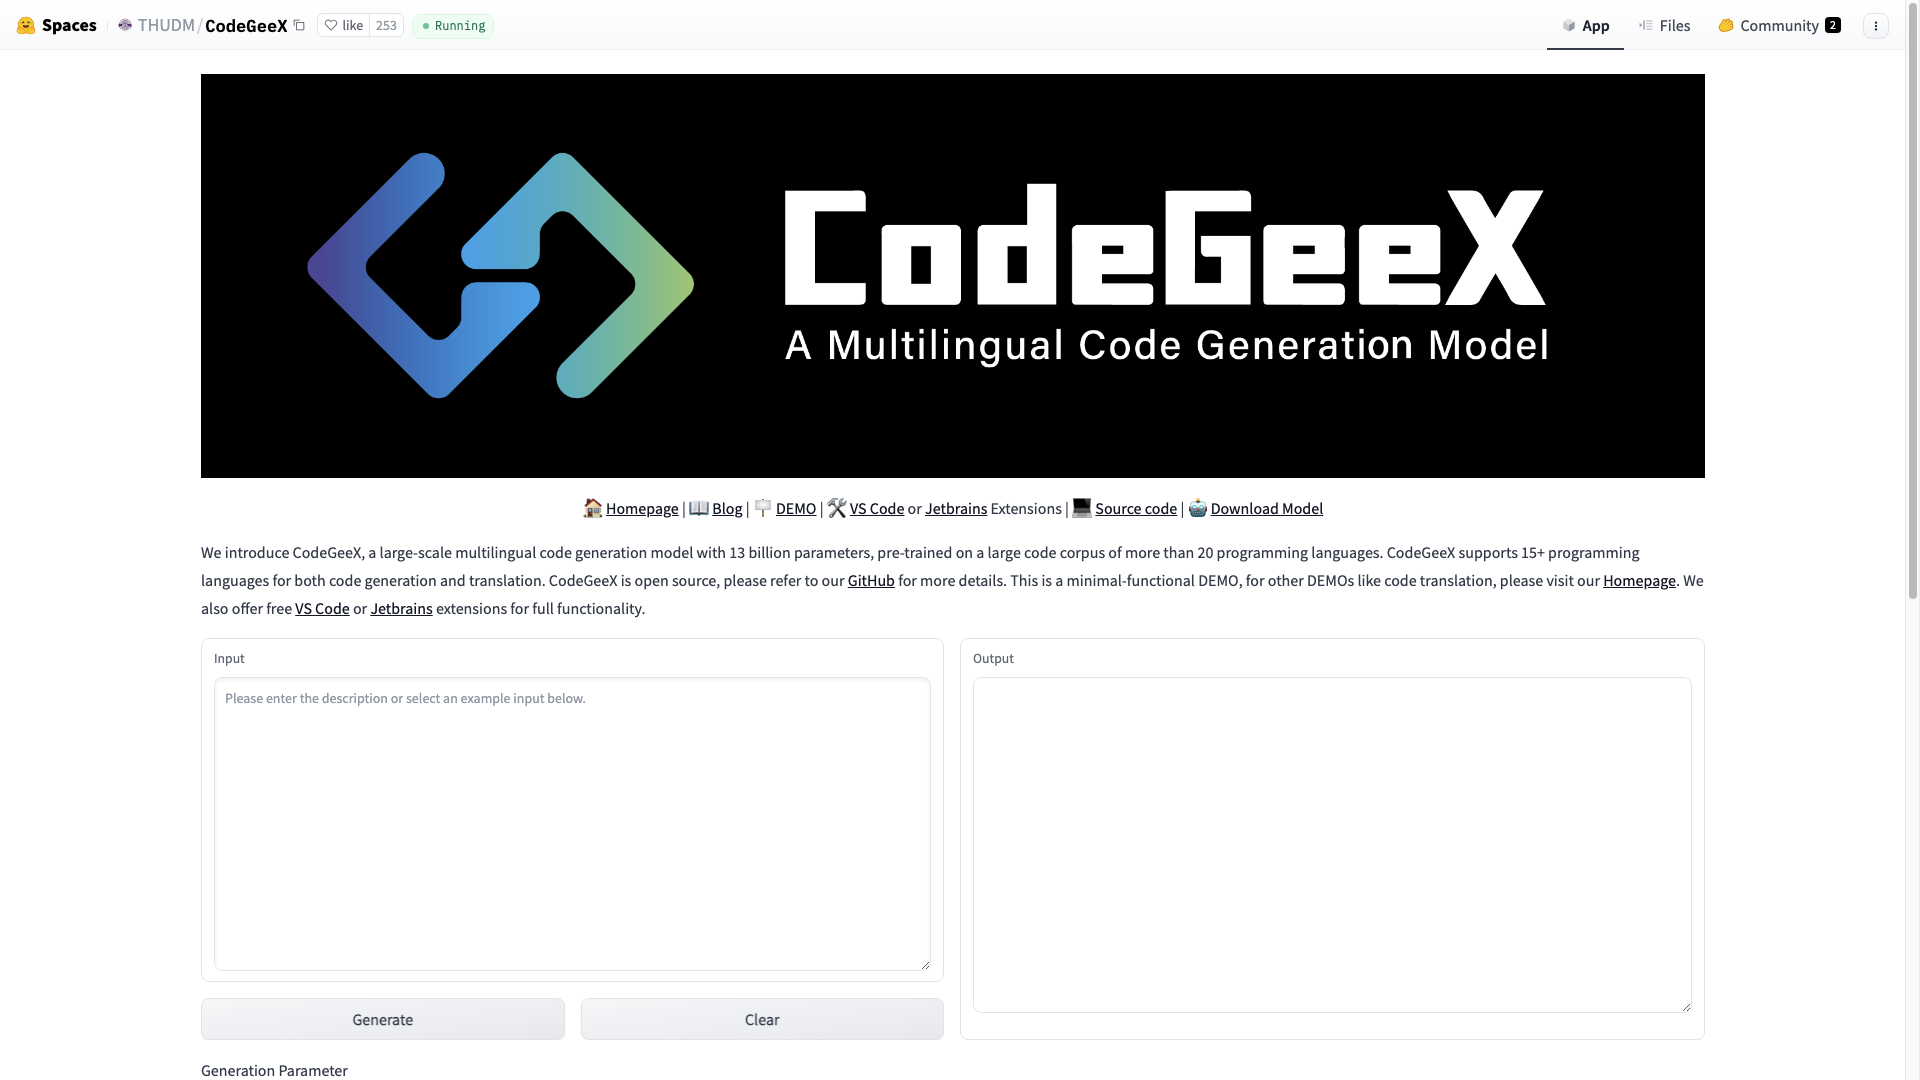 Spaces
THUDM/CodeGeeX
like 253
Running
App
Files
Community 2
CodeGeeX
A Multilingual Code Generation Model
Homepage | Blog | DEMO | VS Code or Jetbrains Extensions | Source code | Download Model
We introduce CodeGeeX, a large-scale multilingual code generation model with 13 billion parameters, pre-trained on a large code corpus of more than 20 programming languages. CodeGeeX supports 15+ programming
languages for both code generation and translation. CodeGeeX is open source, please refer to our GitHub for more details. This is a minimal-functional DEMO, for other DEMOs like code translation, please visit our Homepage. We
also offer free VS Code or Jetbrains extensions for full functionality.
Input
Please enter the description or select an example input below.
Output
Generate
Clear
Generation Parameter